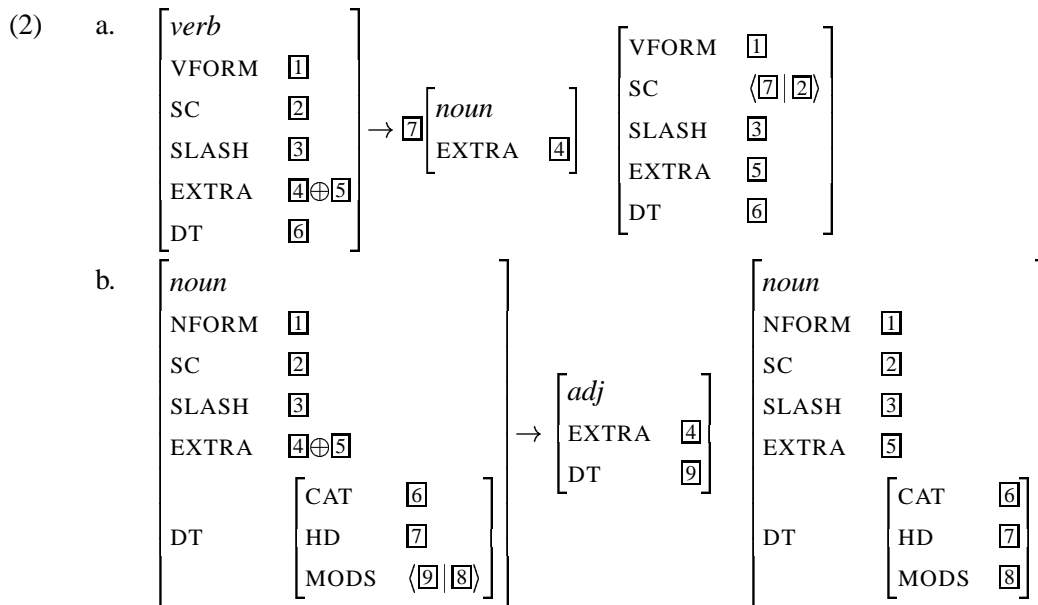 (2) a. verb
VFORM 1
SC 2
SLASH 3
EXTRA 4⊕5
DT 6
→ 7 noun
EXTRA 4
VFORM 1
SC ⟨7|2⟩
SLASH 3
EXTRA 5
DT 6
b. noun
NFORM 1
SC 2
SLASH 3
EXTRA 4⊕5
DT CAT 6
HD 7
MODS ⟨9|8⟩
→ adj
EXTRA 4
DT 9
noun
NFORM 1
SC 2
SLASH 3
EXTRA 5
DT CAT 6
HD 7
MODS 8